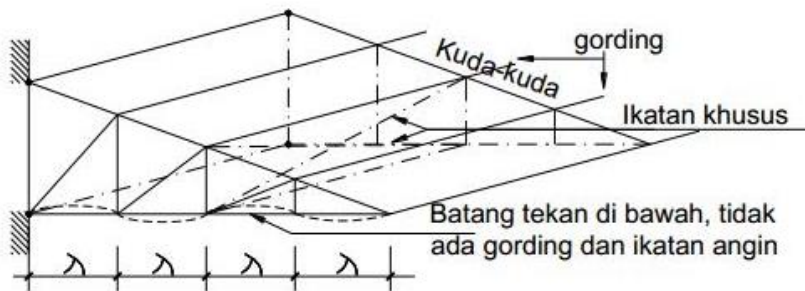 gording
Kuda-kuda
Ikatan khusus
Batang tekan di bawah, tidak
ada gording dan ikatan angin
λ λ λ λ